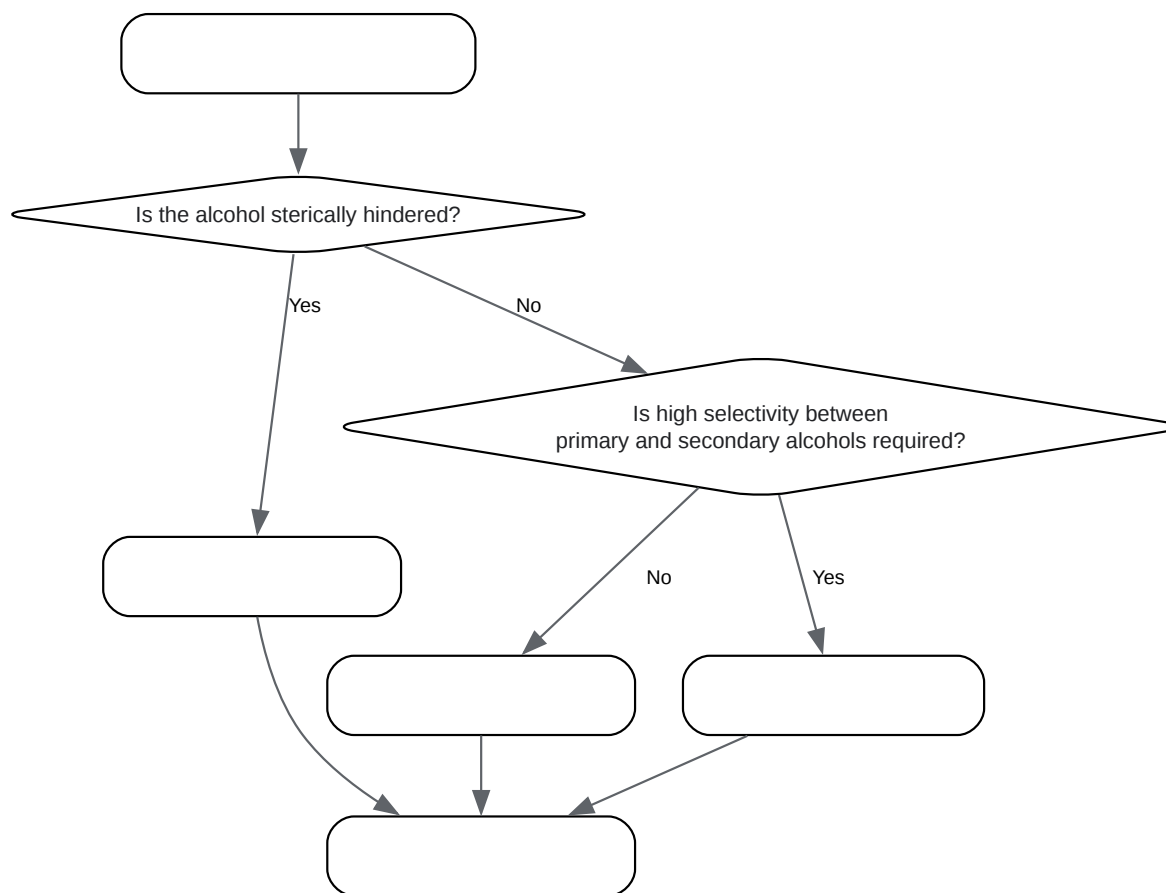 Is the alcohol sterically hindered?
Yes
No
Is high selectivity between
primary and secondary alcohols required?
No
Yes